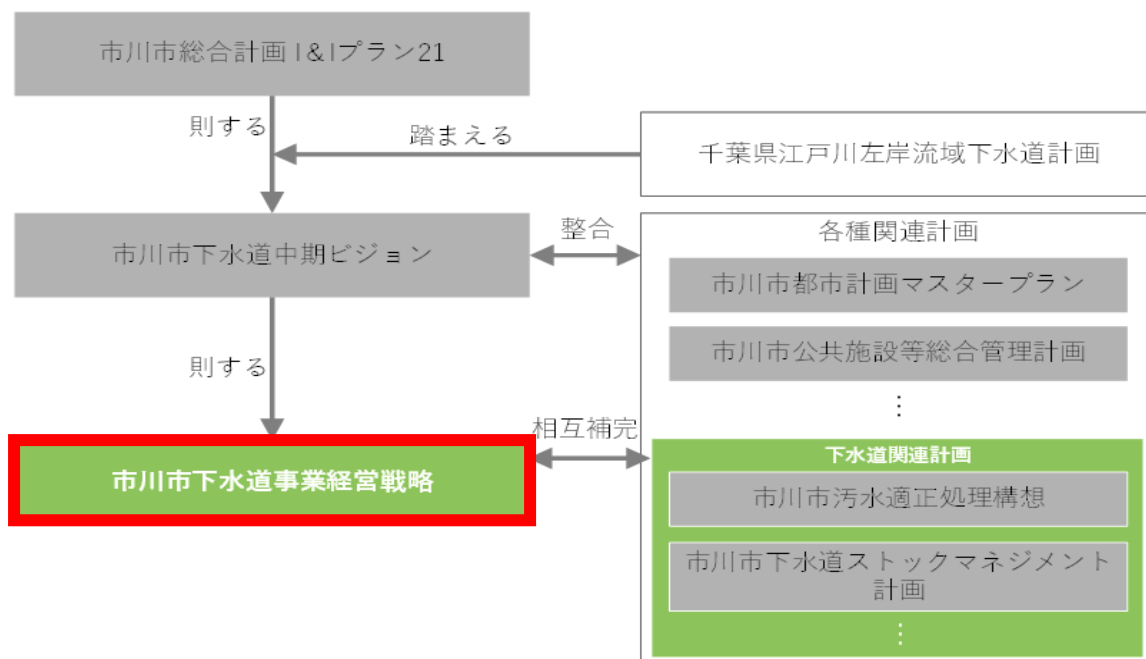 市川市総合計画 I&Iプラン21
則する
踏まえる
千葉県江戸川左岸流域下水道計画
市川市下水道中期ビジョン
整合
各種関連計画
市川市都市計画マスタープラン
市川市公共施設等総合管理計画
⋮
則する
相互補完
市川市下水道事業経営戦略
下水道関連計画
市川市汚水適正処理構想
市川市下水道ストックマネジメント
計画
⋮